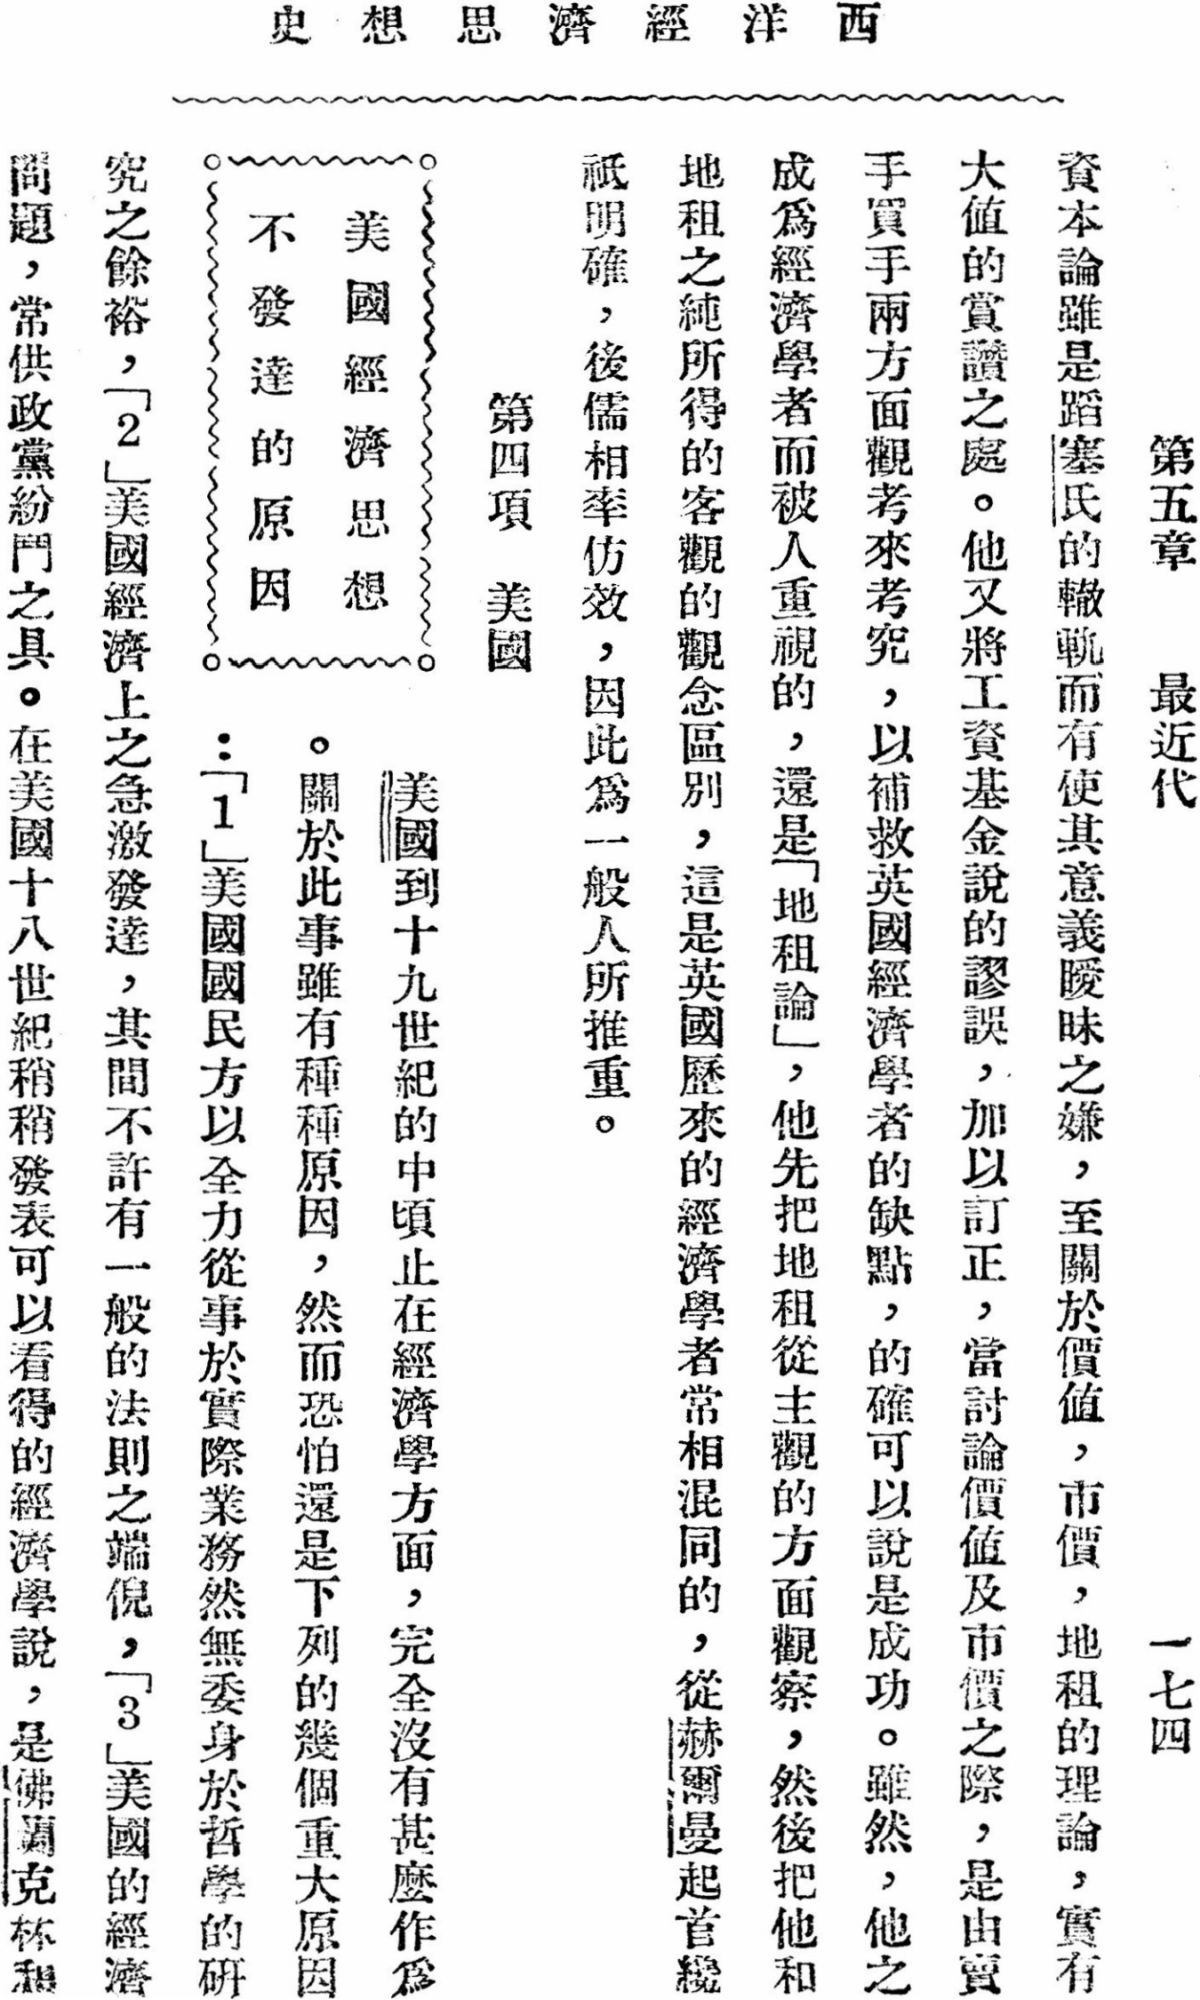 西洋經濟思想史
第五章　最近代　一七四
資本論雖是蹈塞氏的轍軌而有使其意義曖昧之嫌，至關於價值，市價，地租的理論，實有
大值的賞讚之處。他又將工資基金說的謬誤，加以訂正，當討論價值及市價之際，是由賣
手買手兩方面觀考來考究，以補救英國經濟學者的缺點，的確可以說是成功。雖然，他之
成爲經濟學者而被人重視的，還是「地租論」，他先把地租從主觀的方面觀察，然後把他和
地租之純所得的客觀的觀念區別，這是英國歷來的經濟學者常相混同的，從赫爾曼起首纔
祇明確，後儒相率仿效，因此爲一般人所推重。
第四項　美國
美國經濟思想
不發達的原因
美國到十九世紀的中頃止在經濟學方面，完全沒有甚麼作爲
。關於此事雖有種種原因，然而恐怕還是下列的幾個重大原因
：「1」美國國民方以全力從事於實際業務然無委身於哲學的硏
究之餘裕，「2」美國經濟上之急激發達，其間不許有一般的法則之端倪，「3」美國的經濟
問題，常供政黨紛鬥之具。在美國十八世紀稍稍發表可以看得的經濟學說，是佛蘭克林和